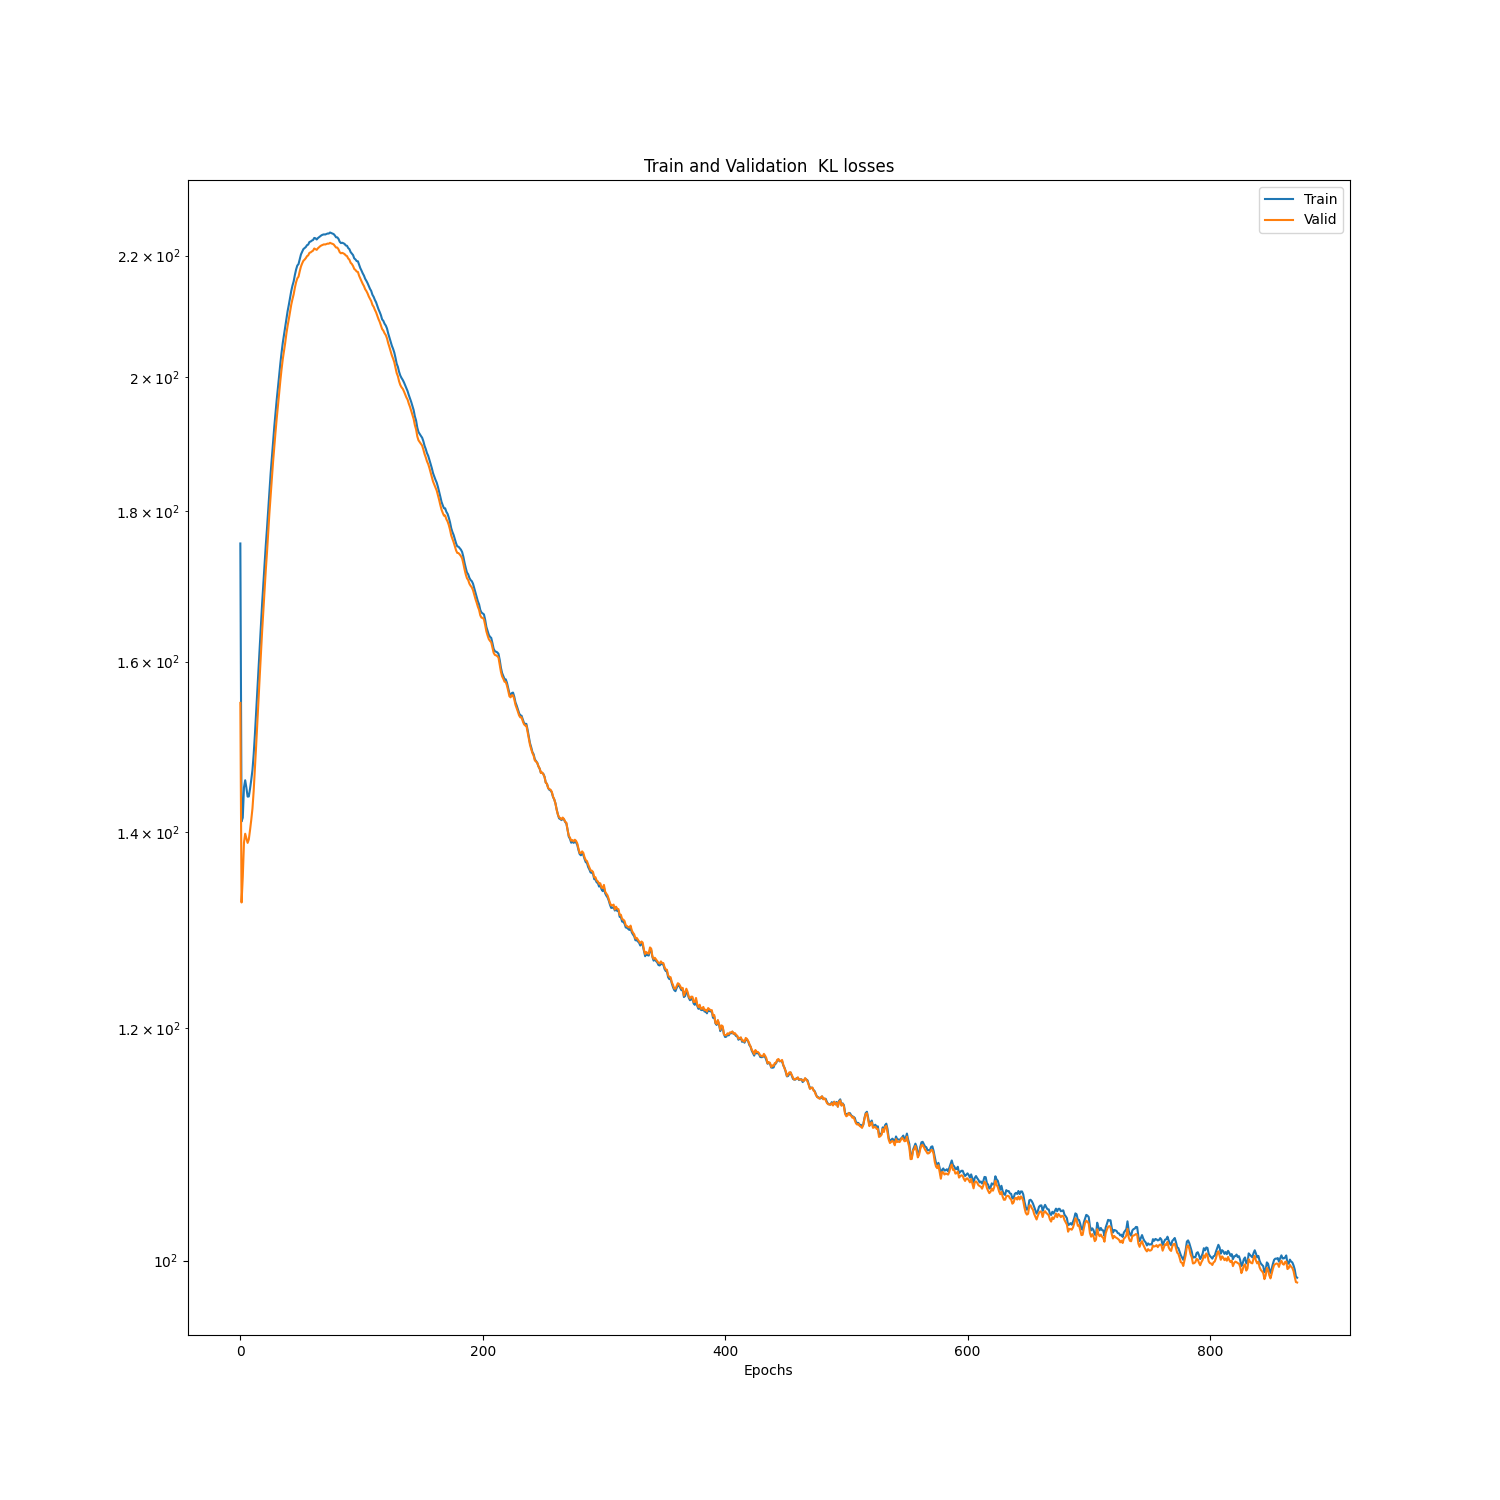 Train and Validation  KL losses
Train
Valid
2.2 × 10²
2 × 10²
1.8 × 10²
1.6 × 10²
1.4 × 10²
1.2 × 10²
10²
0 200 400 600 800
Epochs